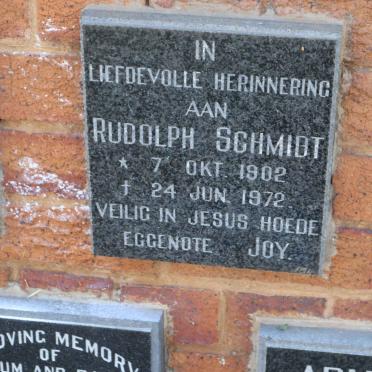 IN
LIEFDEVOLLE HERINNERING
AAN
RUDOLPH SCHMIDT
* 7 OKT. 1902
† 24 JUN. 1972
VEILIG IN JESUS HOEDE
EGGENOTE JOY.
LOVING MEMORY
OF